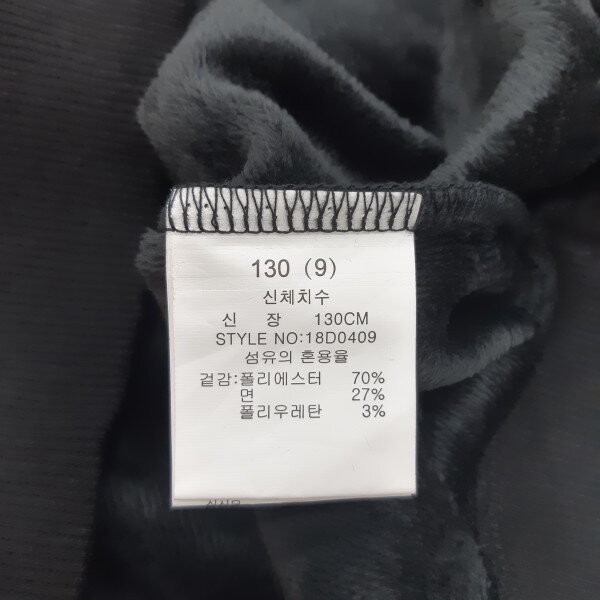 130 (9)
신체치수
신 장 130CM
STYLE NO:18D0409
섬유의 혼용율
겉감:폴리에스터 70%
면 27%
폴리우레탄 3%